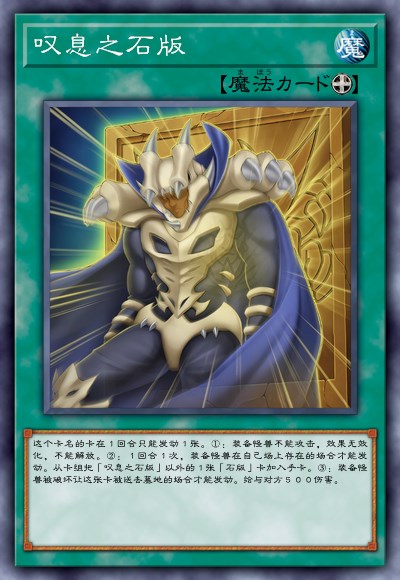 叹息之石版
魔
【魔法カード】
まほう
这个卡名的卡在1回合只能发动1张。①：装备怪兽不能攻击，效果无效
化，不能解放。②：1回合1次，装备怪兽在自己场上存在的场合才能发
动。从卡组把「叹息之石版」以外的1张「石版」卡加入手卡。③：装备怪
兽被破坏让这张卡被送去墓地的场合才能发动。给与对方500伤害。